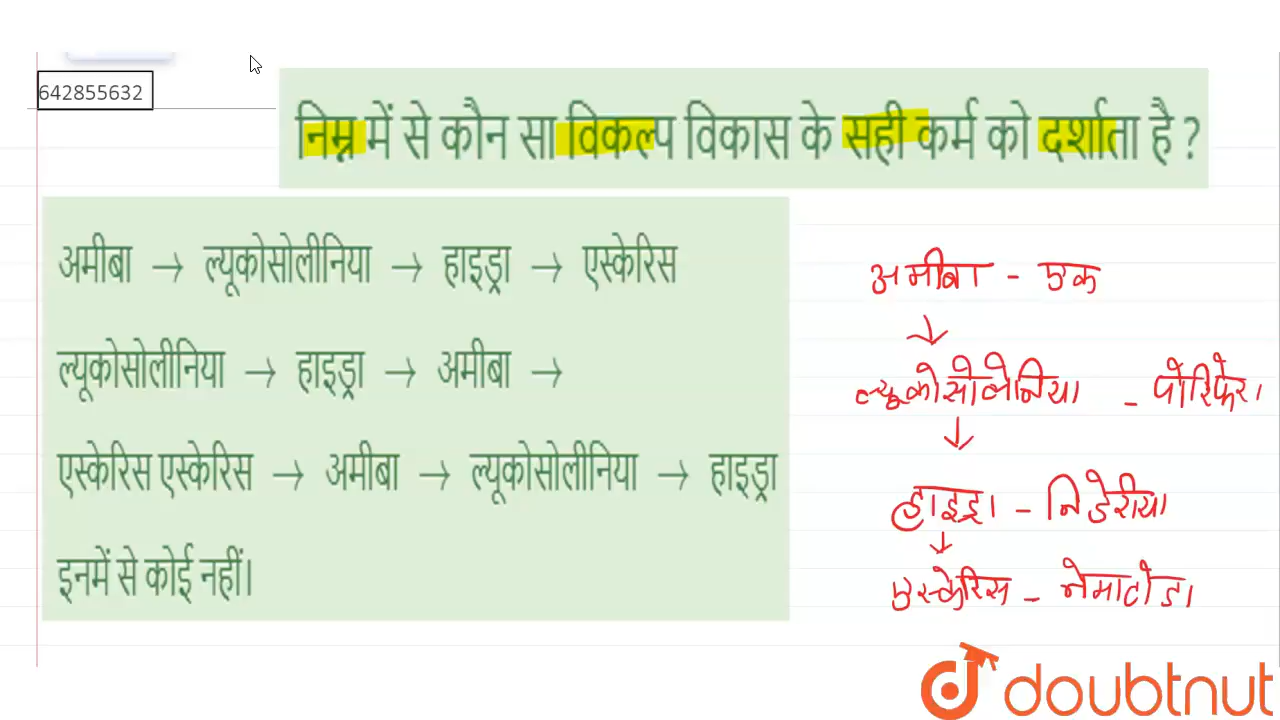 642855632
निम्न में से कौन सा विकल्प विकास के सही कर्म को दर्शाता है ?
अमीबा → ल्यूकोसोलीनिया → हाइड्रा → एस्केरिस
ल्यूकोसोलीनिया → हाइड्रा → अमीबा →
एस्केरिस एस्केरिस → अमीबा → ल्यूकोसोलीनिया → हाइड्रा
इनमें से कोई नहीं।
अमीबा - एक
↓
ल्यूकोसोलेनिया - पोरिफेरा
↓
हाइड्रा - निडेरीया
↓
एस्केरिस - नेमाटोडा
doubtnut